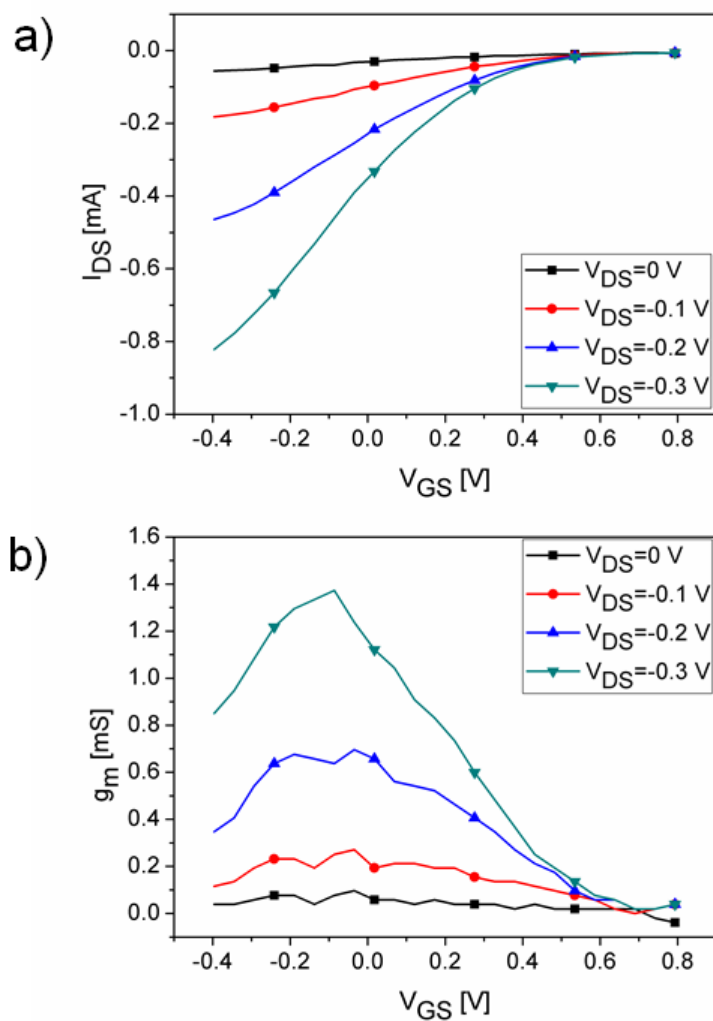 a)
0.0
-0.2
-0.4
-0.6
-0.8
-1.0
I_DS [mA]
V_DS=0 V
V_DS=-0.1 V
V_DS=-0.2 V
V_DS=-0.3 V
-0.4 -0.2 0.0 0.2 0.4 0.6 0.8
V_GS [V]
b)
1.6
1.4
1.2
1.0
0.8
0.6
0.4
0.2
0.0
g_m [mS]
V_DS=0 V
V_DS=-0.1 V
V_DS=-0.2 V
V_DS=-0.3 V
-0.4 -0.2 0.0 0.2 0.4 0.6 0.8
V_GS [V]